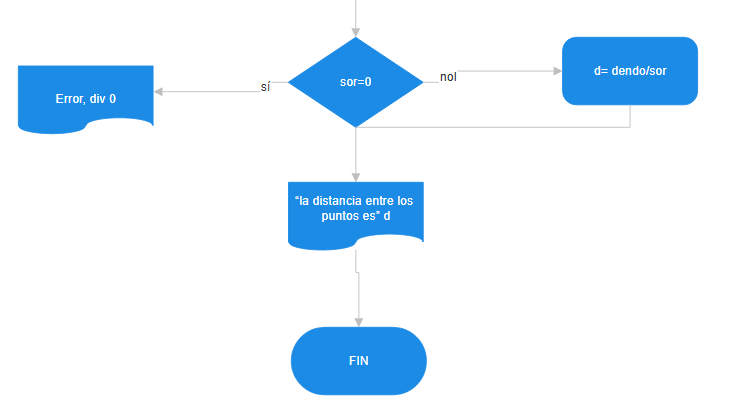 sor=0
d= dendo/sor
nol
sí
Error, div 0
“la distancia entre los
puntos es” d
FIN